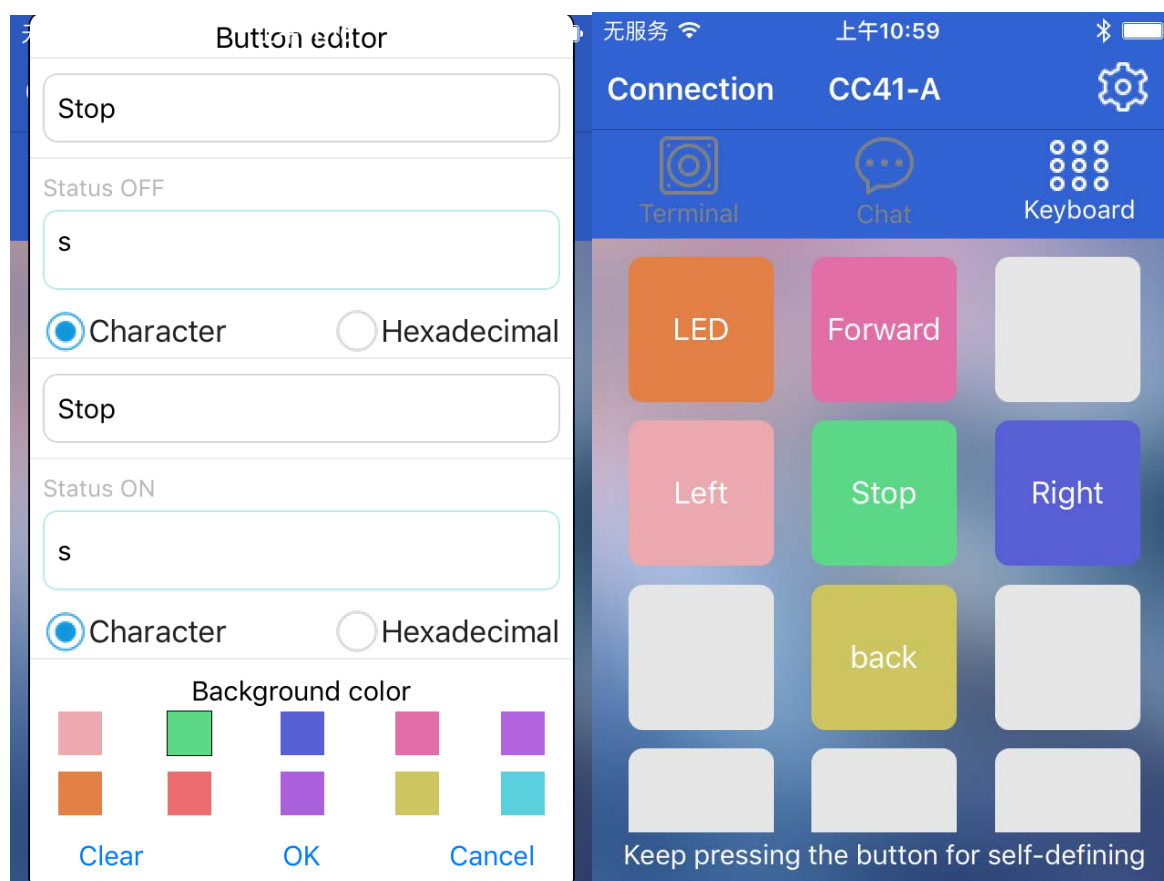 Button editor
Stop
Status OFF
s
Character Hexadecimal
Stop
Status ON
s
Character Hexadecimal
Background color
Clear OK Cancel
无服务 上午10:59
Connection CC41-A
Terminal Chat Keyboard
LED Forward
Left Stop Right
back
Keep pressing the button for self-defining